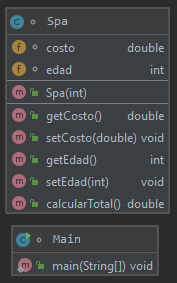 Spa
costo double
edad int
Spa(int)
getCosto() double
setCosto(double) void
getEdad() int
setEdad(int) void
calcularTotal() double
Main
main(String[]) void